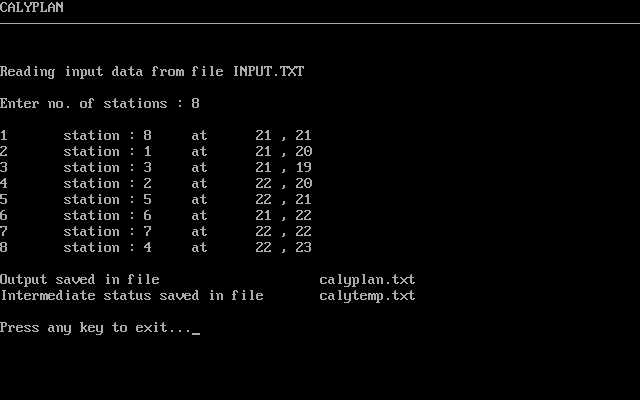 CALYPLAN
Reading input data from file INPUT.TXT
Enter no. of stations : 8
1 station : 8 at 21 , 21
2 station : 1 at 21 , 20
3 station : 3 at 21 , 19
4 station : 2 at 22 , 20
5 station : 5 at 22 , 21
6 station : 6 at 21 , 22
7 station : 7 at 22 , 22
8 station : 4 at 22 , 23
Output saved in file calyplan.txt
Intermediate status saved in file calytemp.txt
Press any key to exit..._